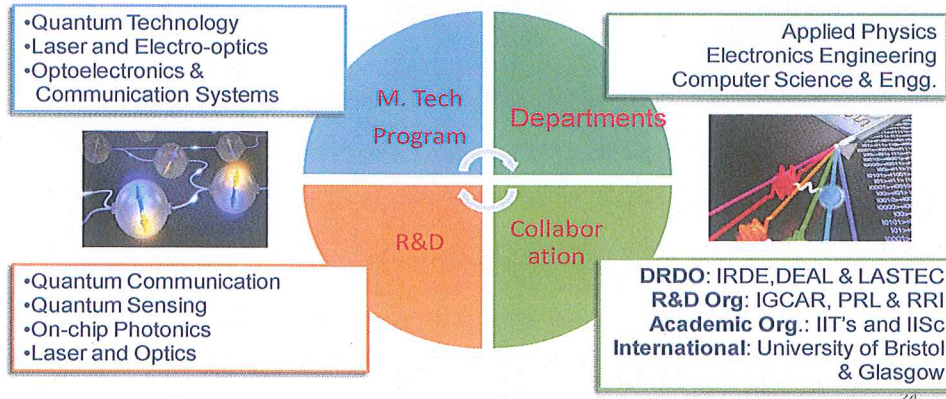 •Quantum Technology
•Laser and Electro-optics
•Optoelectronics &
Communication Systems
M. Tech
Program
Departments
Applied Physics
Electronics Engineering
Computer Science & Engg.
R&D
Collabor
ation
•Quantum Communication
•Quantum Sensing
•On-chip Photonics
•Laser and Optics
DRDO: IRDE,DEAL & LASTEC
R&D Org: IGCAR, PRL & RRI
Academic Org.: IIT's and IISc
International: University of Bristol
& Glasgow